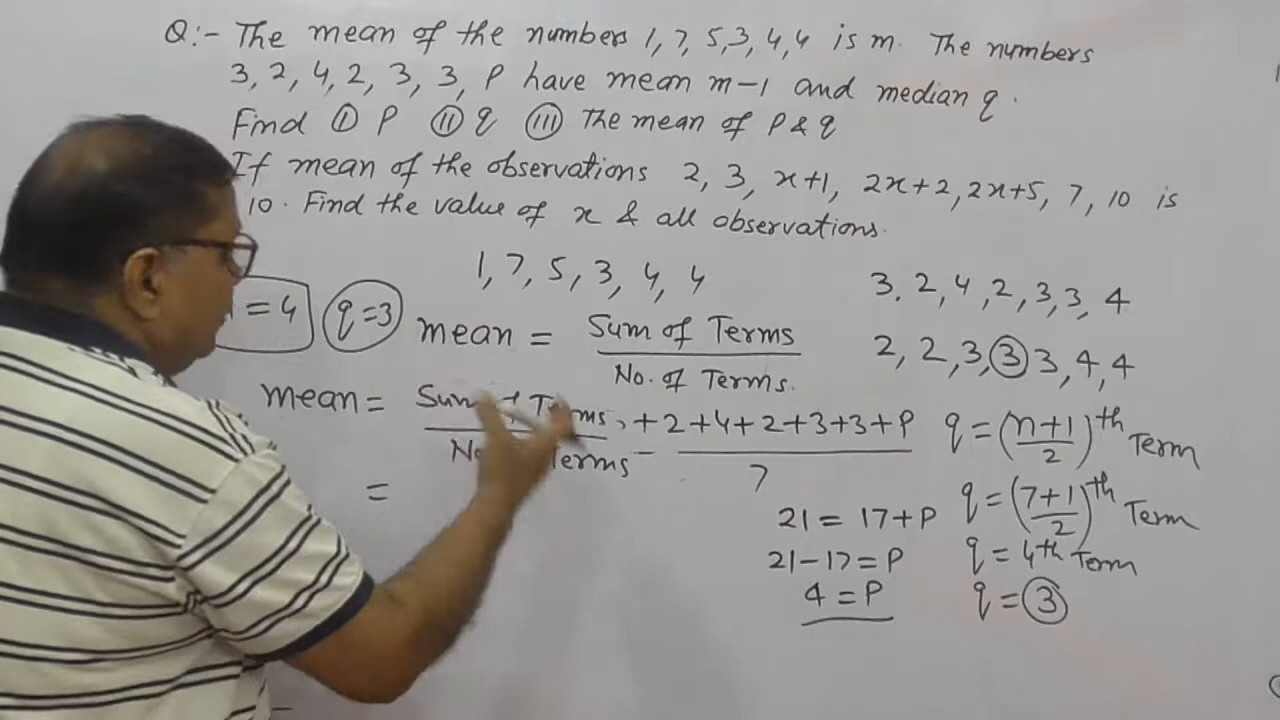 Q:- The mean of the numbers 1, 7, 5, 3, 4, 4 is m. The numbers
3, 2, 4, 2, 3, 3, P have mean m-1 and median q.
Find (I) P (II) q (III) The mean of P & q
If mean of the observations 2, 3, x+1, 2x+2, 2x+5, 7, 10 is
10. Find the value of x & all observations.
1, 7, 5, 3, 4, 4
= 4 q=3
mean = Sum of Terms / No. of Terms.
mean = Sum Terms / No Terms
=
+2+4+2+3+3+P / 7
21 = 17+P
21-17=P
4 = P
3. 2, 4, 2, 3, 3, 4
2, 2, 3, 3 3, 4, 4
q = (n+1/2)th Term
q = (7+1/2)th Term
q = 4th Term
q = 3